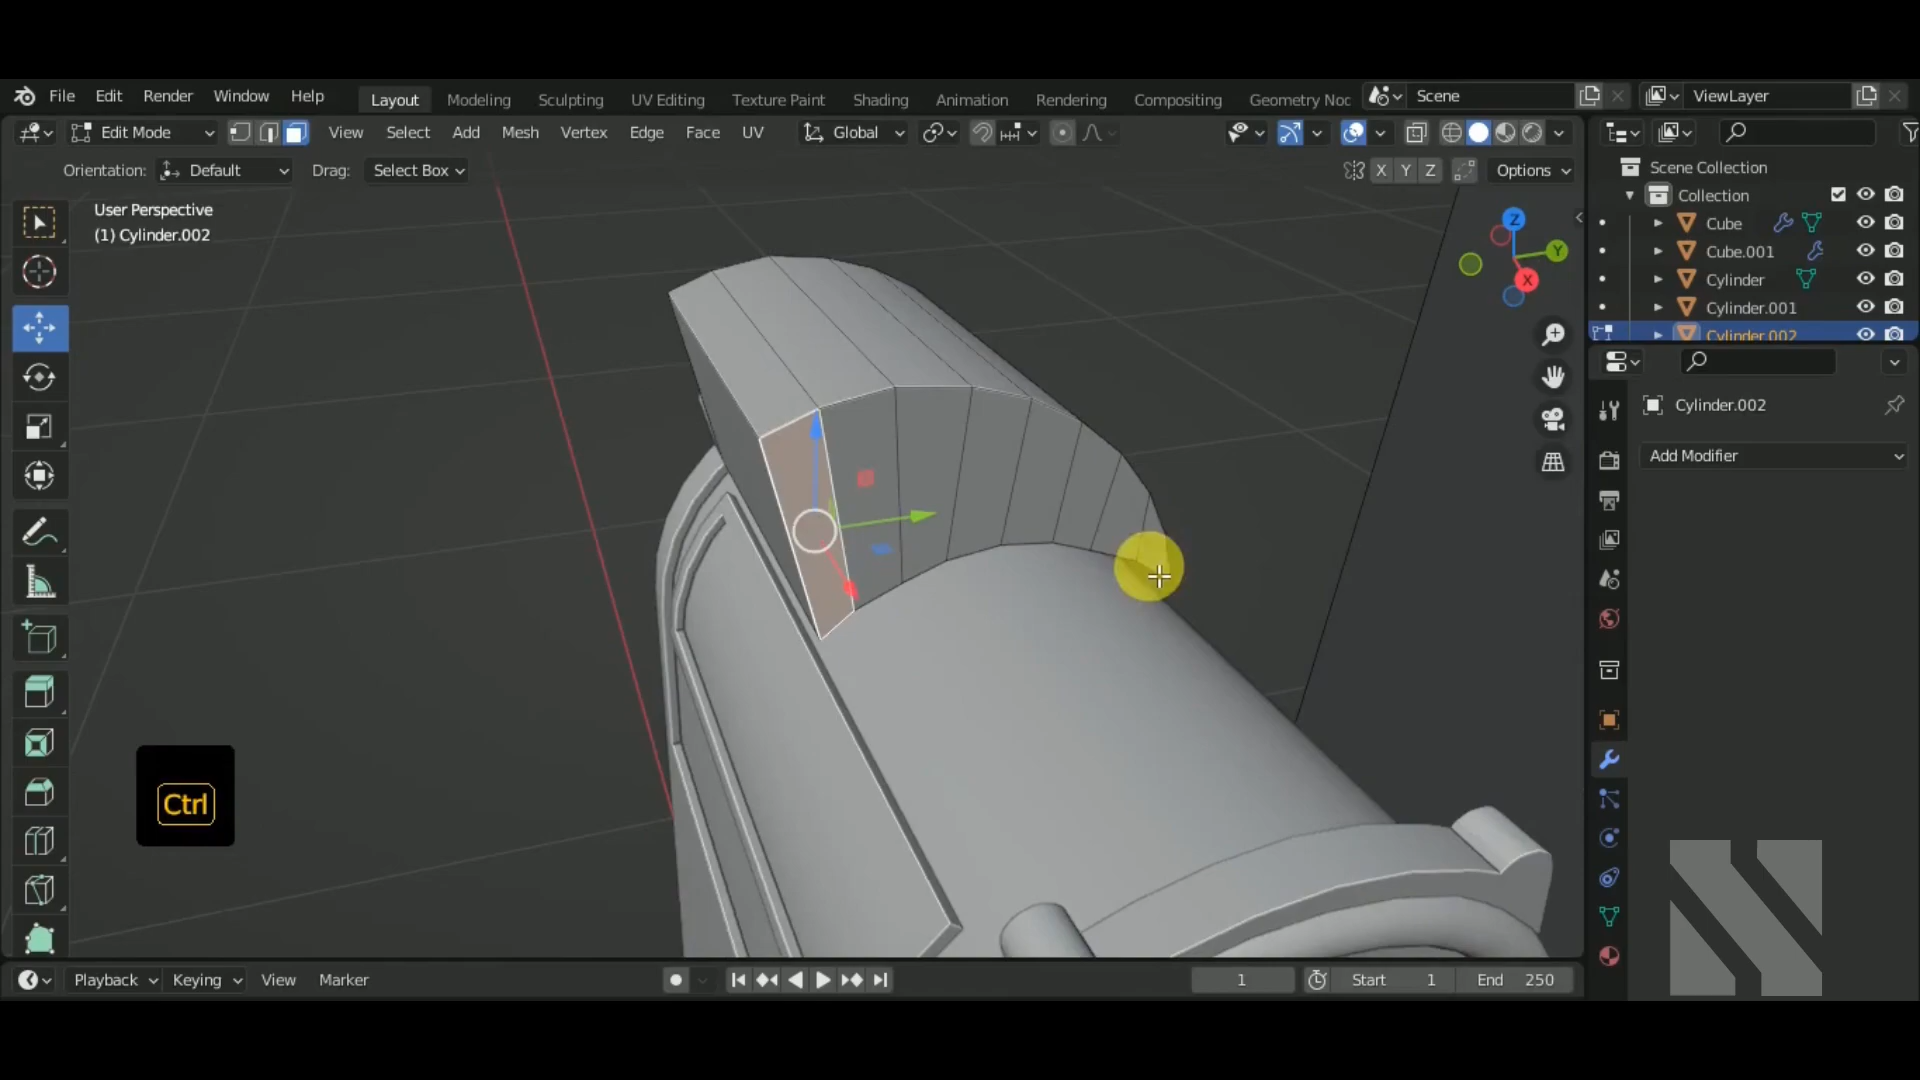 File Edit Render Window Help Layout Modeling Sculpting UV Editing Texture Paint Shading Animation Rendering Compositing Geometry Noc Scene ViewLayer
Edit Mode View Select Add Mesh Vertex Edge Face UV Global
Orientation: Default Drag: Select Box X Y Z Options
Scene Collection
Collection
Cube
Cube.001
Cylinder
Cylinder.001
Cylinder.002
User Perspective
(1) Cylinder.002
Z
Y
X
Cylinder.002
Add Modifier
Ctrl
Playback Keying View Marker 1 Start 1 End 250